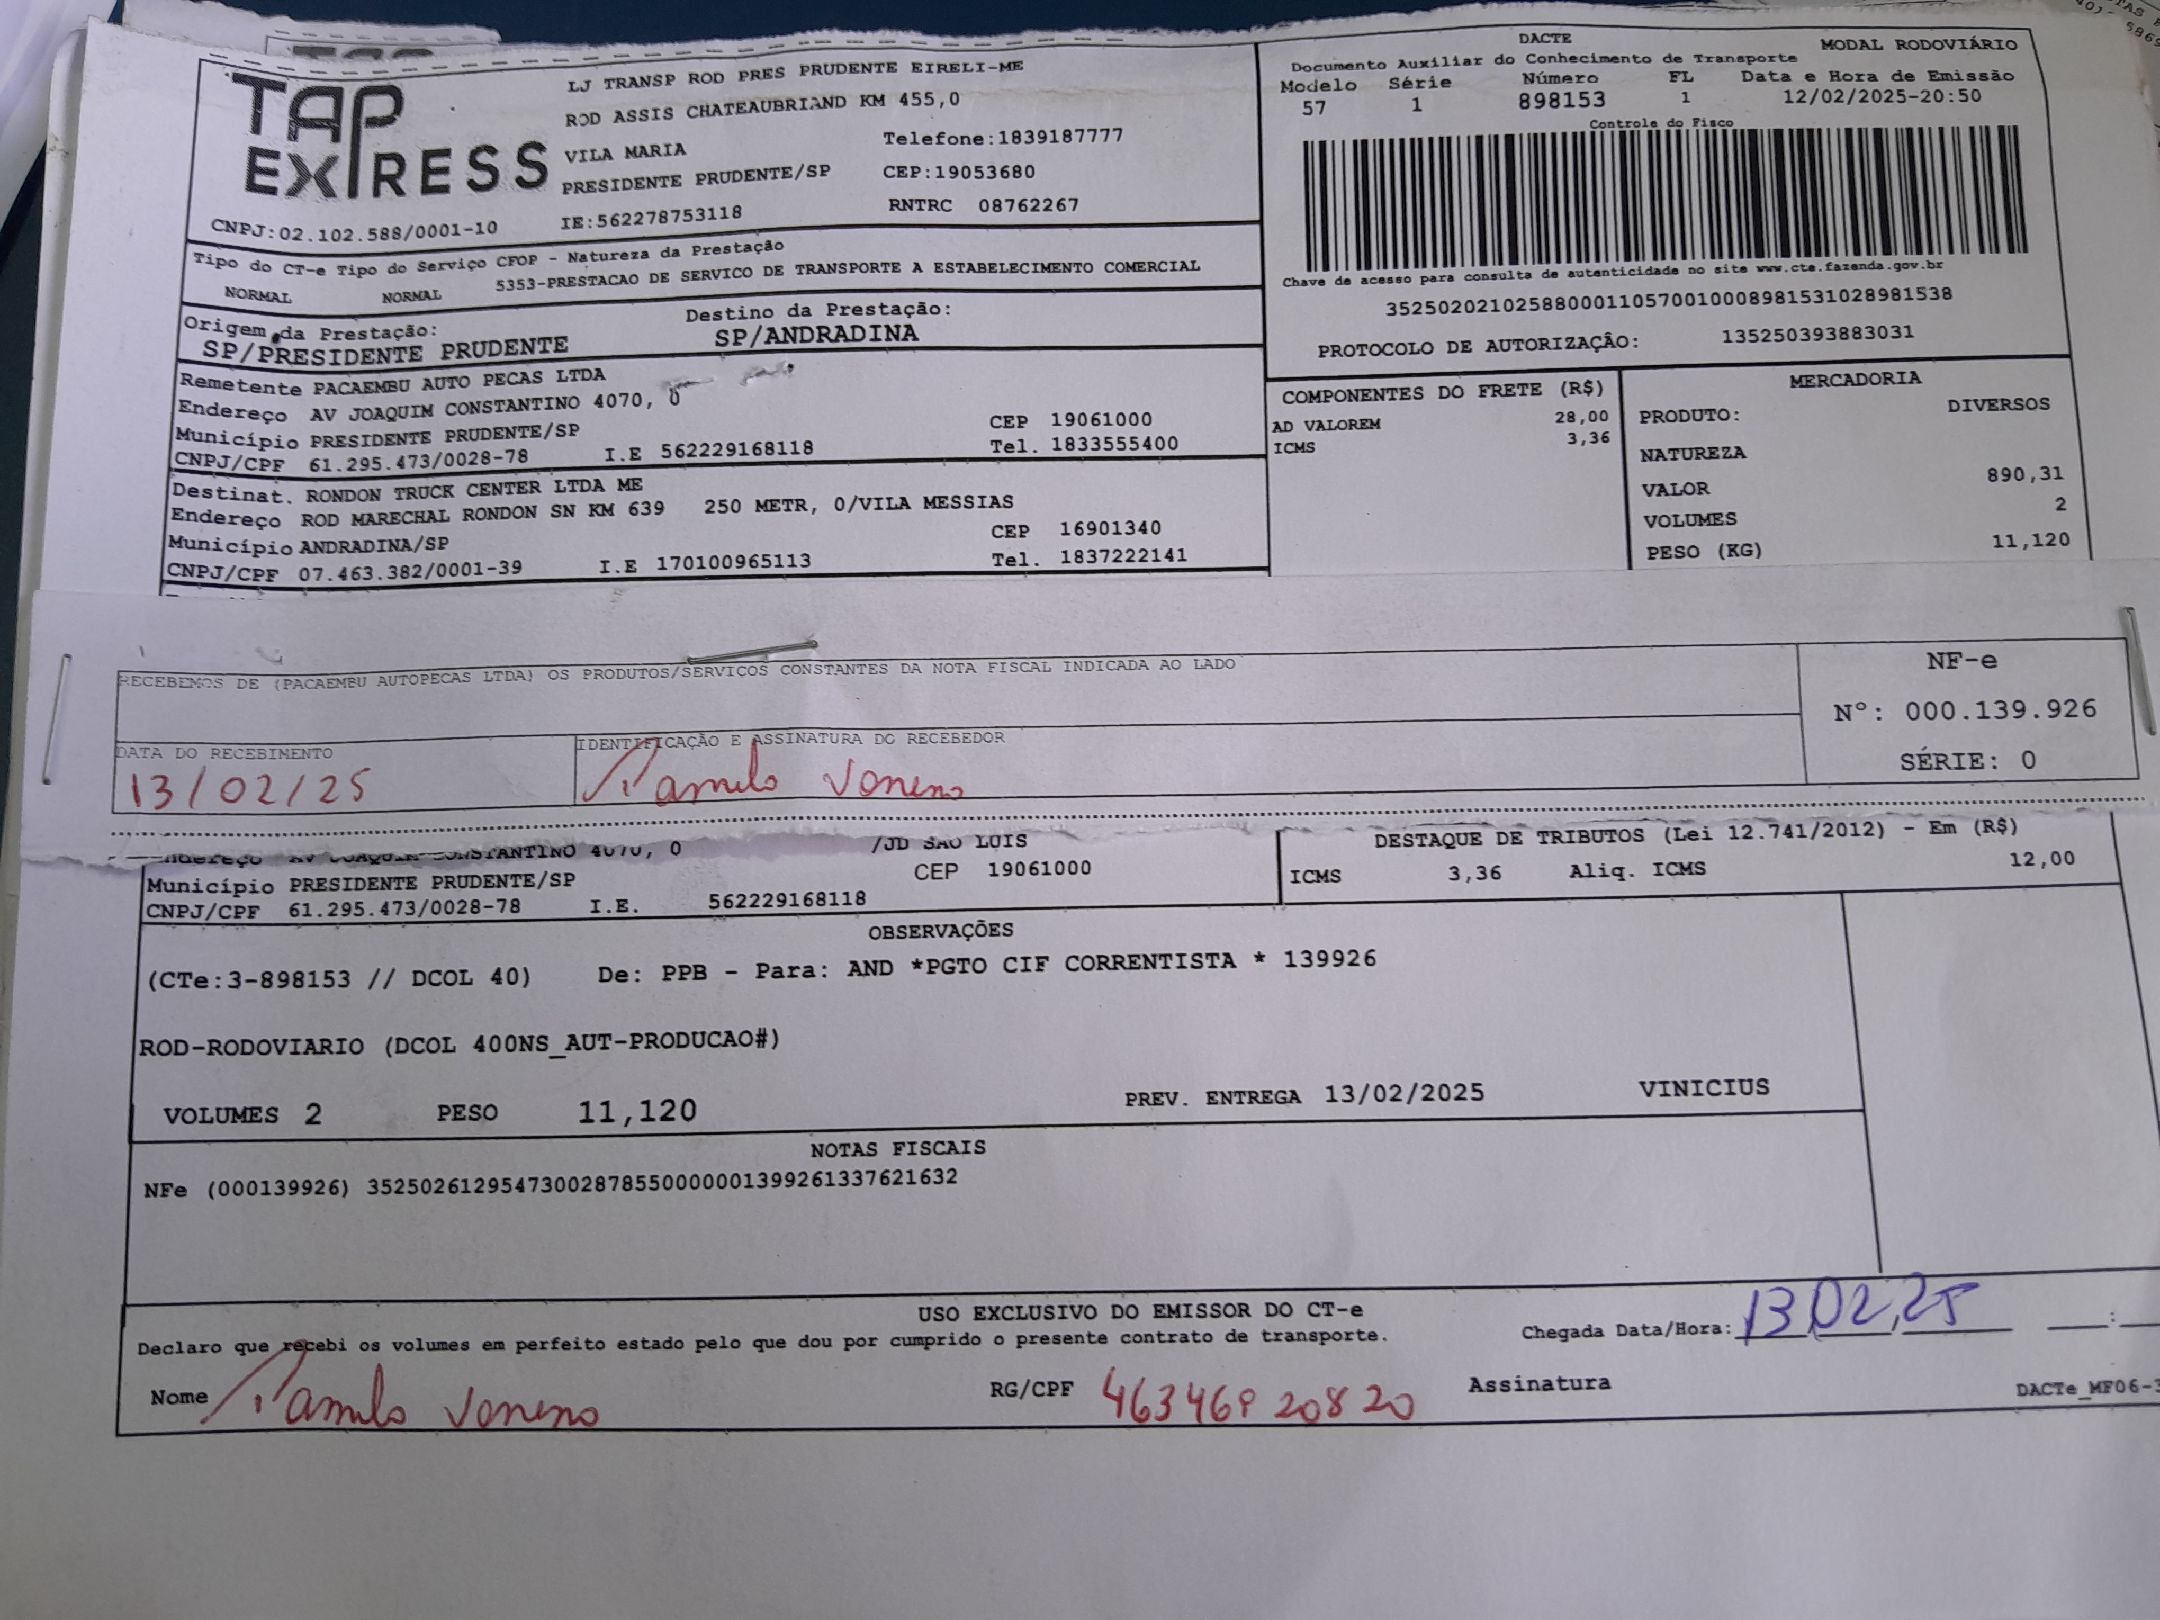 TAP
EXPRESS
LJ TRANSP ROD PRES PRUDENTE EIRELI-ME
ROD ASSIS CHATEAUBRIAND KM 455,0
VILA MARIA Telefone:1839187777
PRESIDENTE PRUDENTE/SP CEP:19053680
CNPJ:02.102.588/0001-10 IE:562278753118 RNTRC 08762267
DACTE MODAL RODOVIÁRIO
Documento Auxiliar do Conhecimento de Transporte
Modelo Série Número FL Data e Hora de Emissão
57 1 898153 1 12/02/2025-20:50
Controle do Fisco
Chave de acesso para consulta de autenticidade no site www.cte.fazenda.gov.br
35250202102588000110570010008981531028981538
PROTOCOLO DE AUTORIZAÇÃO: 135250393883031
Tipo do CT-e Tipo do Serviço CFOP - Natureza da Prestação
NORMAL NORMAL 5353-PRESTACAO DE SERVICO DE TRANSPORTE A ESTABELECIMENTO COMERCIAL
Origem da Prestação: Destino da Prestação:
SP/PRESIDENTE PRUDENTE SP/ANDRADINA
Remetente PACAEMBU AUTO PECAS LTDA
Endereço AV JOAQUIM CONSTANTINO 4070, 0
Município PRESIDENTE PRUDENTE/SP CEP 19061000
CNPJ/CPF 61.295.473/0028-78 I.E 562229168118 Tel. 1833555400
Destinat. RONDON TRUCK CENTER LTDA ME
Endereço ROD MARECHAL RONDON SN KM 639 250 METR, 0/VILA MESSIAS
Município ANDRADINA/SP CEP 16901340
CNPJ/CPF 07.463.382/0001-39 I.E 170100965113 Tel. 1837222141
COMPONENTES DO FRETE (R$)
AD VALOREM 28,00
ICMS 3,36
MERCADORIA
PRODUTO: DIVERSOS
NATUREZA
VALOR 890,31
VOLUMES 2
PESO (KG) 11,120
RECEBEMOS DE (PACAEMBU AUTOPECAS LTDA) OS PRODUTOS/SERVIÇOS CONSTANTES DA NOTA FISCAL INDICADA AO LADO
NF-e
Nº: 000.139.926
SÉRIE: 0
DATA DO RECEBIMENTO IDENTIFICAÇÃO E ASSINATURA DO RECEBEDOR
13/02/25
Endereço AV JOAQUIM CONSTANTINO 4070, 0 /JD SAO LUIS
Município PRESIDENTE PRUDENTE/SP CEP 19061000
CNPJ/CPF 61.295.473/0028-78 I.E. 562229168118
DESTAQUE DE TRIBUTOS (Lei 12.741/2012) - Em (R$)
ICMS 3,36 Aliq. ICMS 12,00
OBSERVAÇÕES
(CTe:3-898153 // DCOL 40) De: PPB - Para: AND *PGTO CIF CORRENTISTA * 139926
ROD-RODOVIARIO (DCOL 400NS_AUT-PRODUCAO#)
VOLUMES 2 PESO 11,120 PREV. ENTREGA 13/02/2025 VINICIUS
NOTAS FISCAIS
NFe (000139926) 35250261295473002878550000001399261337621632
USO EXCLUSIVO DO EMISSOR DO CT-e
Declaro que recebi os volumes em perfeito estado pelo que dou por cumprido o presente contrato de transporte. Chegada Data/Hora: 13,02,25 :
Nome RG/CPF Assinatura